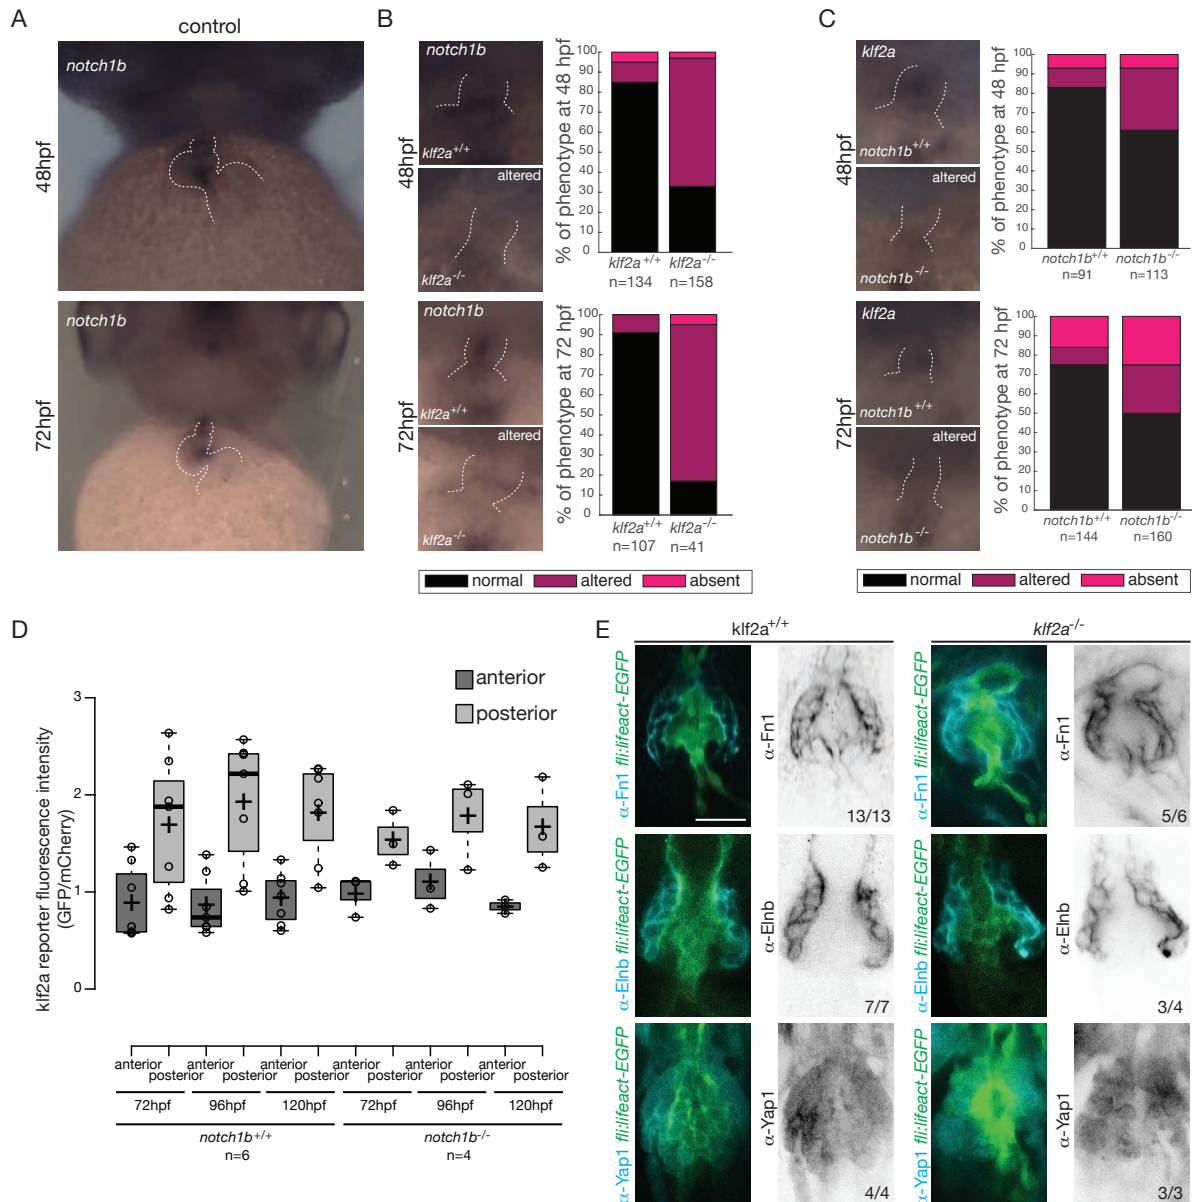 A
control
notch1b
48hpf
notch1b
72hpf
B
notch1b
klf2a+/+
48hpf
altered
klf2a-/-
% of phenotype at 48 hpf
100
90
80
70
60
50
40
30
20
10
0
klf2a+/+ klf2a-/-
n=134 n=158
notch1b
klf2a+/+
72hpf
altered
klf2a-/-
% of phenotype at 72 hpf
100
90
80
70
60
50
40
30
20
10
0
klf2a+/+ klf2a-/-
n=107 n=41
normal altered absent
C
klf2a
notch1b+/+
48hpf
altered
notch1b-/-
% of phenotype at 48 hpf
100
90
80
70
60
50
40
30
20
10
0
notch1b+/+ notch1b-/-
n=91 n=113
klf2a
notch1b+/+
72hpf
altered
notch1b-/-
% of phenotype at 72 hpf
100
90
80
70
60
50
40
30
20
10
0
notch1b+/+ notch1b-/-
n=144 n=160
normal altered absent
D
klf2a reporter fluorescence intensity
(GFP/mCherry)
3
2
1
0
anterior
posterior
anterior posterior anterior posterior anterior posterior anterior posterior anterior posterior anterior posterior
72hpf 96hpf 120hpf 72hpf 96hpf 120hpf
notch1b+/+ notch1b-/-
n=6 n=4
E
klf2a+/+ klf2a-/-
α-Fn1 fli:lifeact-EGFP
α-Fn1
13/13
α-Fn1 fli:lifeact-EGFP
α-Fn1
5/6
α-Elnb fli:lifeact-EGFP
α-Elnb
7/7
α-Elnb fli:lifeact-EGFP
α-Elnb
3/4
α-Yap1 fli:lifeact-EGFP
α-Yap1
4/4
α-Yap1 fli:lifeact-EGFP
α-Yap1
3/3